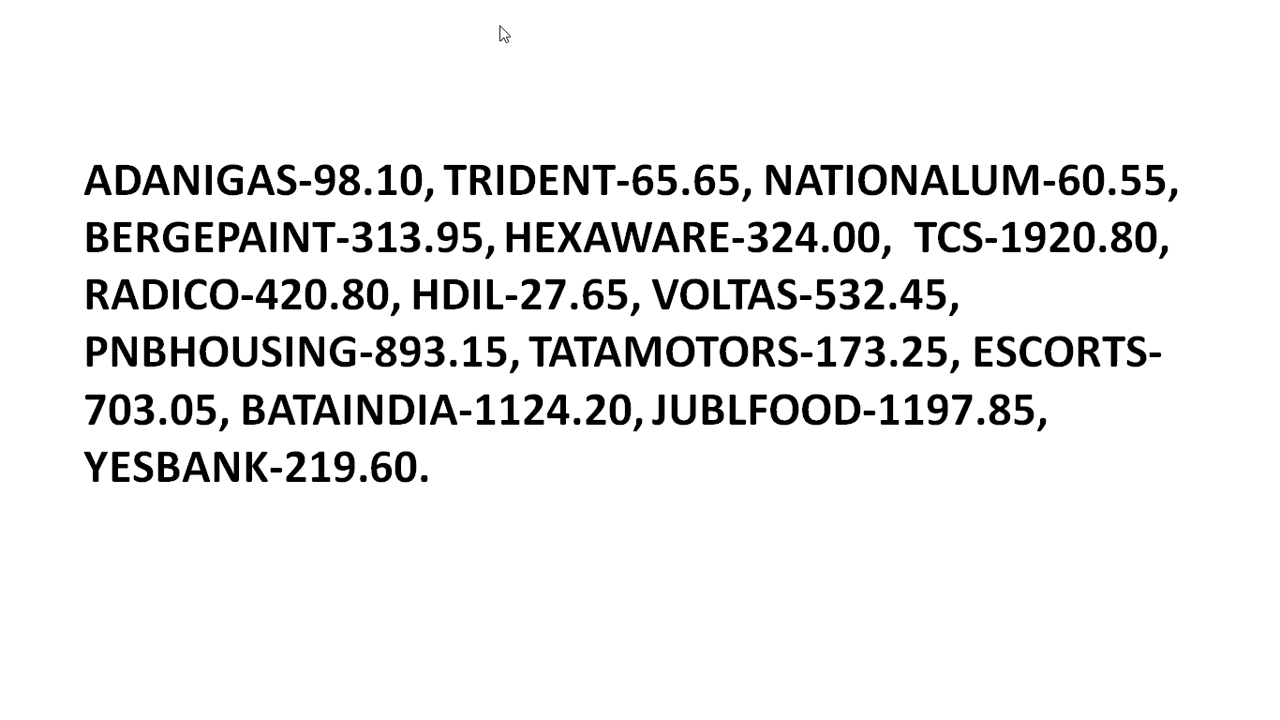 ADANIGAS-98.10, TRIDENT-65.65, NATIONALUM-60.55,
BERGEPAINT-313.95, HEXAWARE-324.00, TCS-1920.80,
RADICO-420.80, HDIL-27.65, VOLTAS-532.45,
PNBHOUSING-893.15, TATAMOTORS-173.25, ESCORTS-
703.05, BATAINDIA-1124.20, JUBLFOOD-1197.85,
YESBANK-219.60.